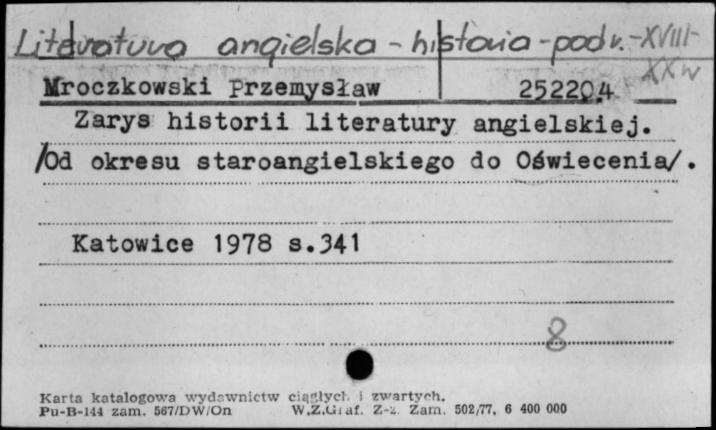 Literatura angielska - historia - podr. - XVIII-
XX w
Mroczkowski Przemysław 252204
Zarys historii literatury angielskiej.
/Od okresu staroangielskiego do Oświecenia/.
Katowice 1978 s.341
8
Karta katalogowa wydawnictw ciągłych i zwartych.
Pu-B-144 zam. 567/DW/On W.Z.Graf. Z-z. Zam. 502/77, 6 400 000